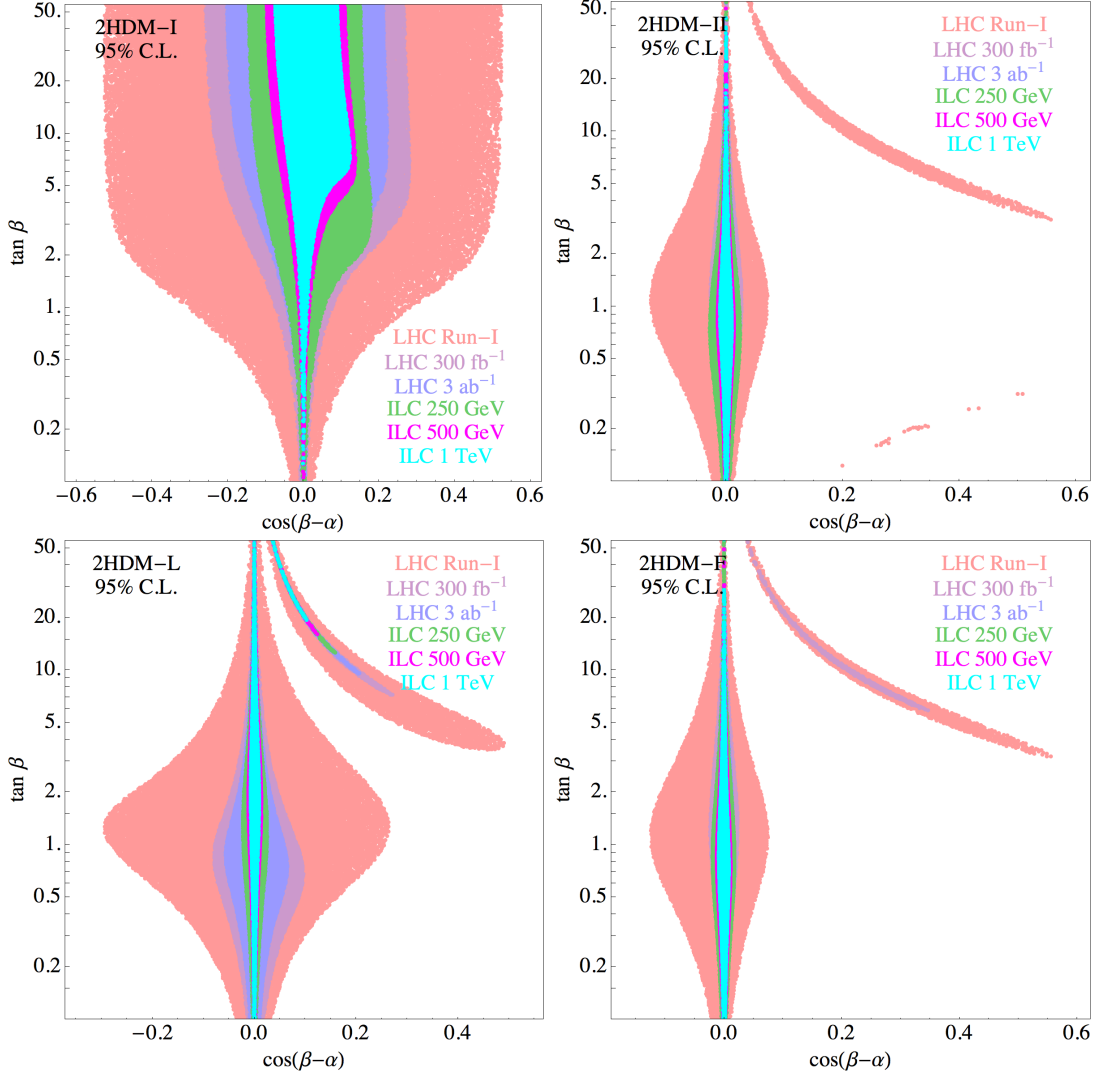 2HDM−I
95% C.L.
50.
20.
10.
5.
2.
1.
0.5
0.2
tan β
LHC Run−I
LHC 300 fb⁻¹
LHC 3 ab⁻¹
ILC 250 GeV
ILC 500 GeV
ILC 1 TeV
−0.6 −0.4 −0.2 0.0 0.2 0.4 0.6
cos(β−α)
2HDM−II
95% C.L.
LHC Run−I
LHC 300 fb⁻¹
LHC 3 ab⁻¹
ILC 250 GeV
ILC 500 GeV
ILC 1 TeV
50.
20.
10.
5.
2.
1.
0.5
0.2
tan β
0.0 0.2 0.4 0.6
cos(β−α)
2HDM−L
95% C.L.
LHC Run−I
LHC 300 fb⁻¹
LHC 3 ab⁻¹
ILC 250 GeV
ILC 500 GeV
ILC 1 TeV
50.
20.
10.
5.
2.
1.
0.5
0.2
tan β
−0.2 0.0 0.2 0.4
cos(β−α)
2HDM−F
95% C.L.
LHC Run−I
LHC 300 fb⁻¹
LHC 3 ab⁻¹
ILC 250 GeV
ILC 500 GeV
ILC 1 TeV
50.
20.
10.
5.
2.
1.
0.5
0.2
tan β
0.0 0.2 0.4 0.6
cos(β−α)